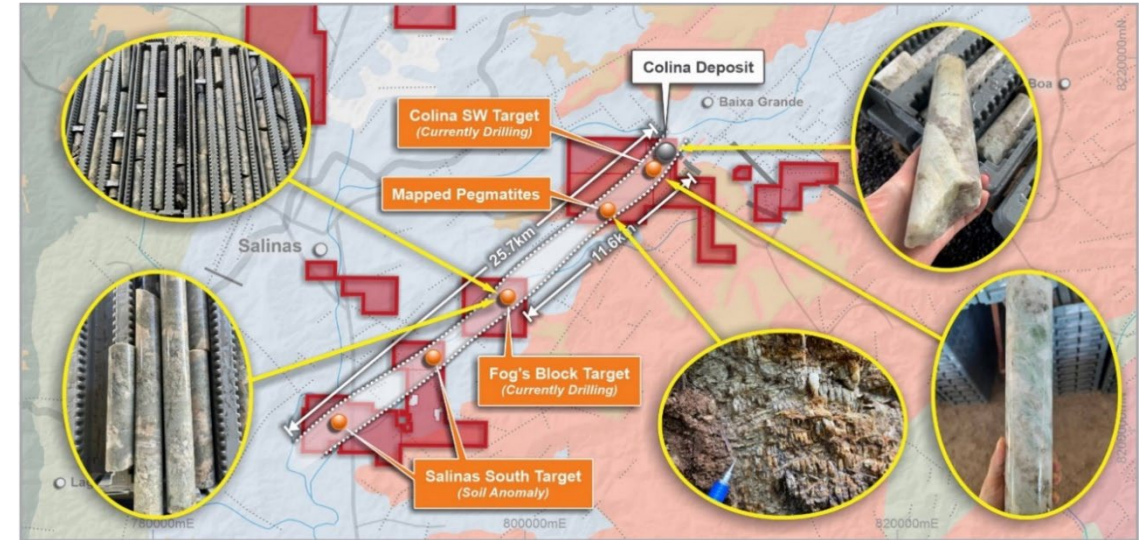 Colina Deposit
8220000mN
Baixa Grande
Boa
Colina SW Target
(Currently Drilling)
Mapped Pegmatites
Salinas
25.7km
11.6km
Fog's Block Target
(Currently Drilling)
Salinas South Target
(Soil Anomaly)
780000mE
800000mE
820000mE